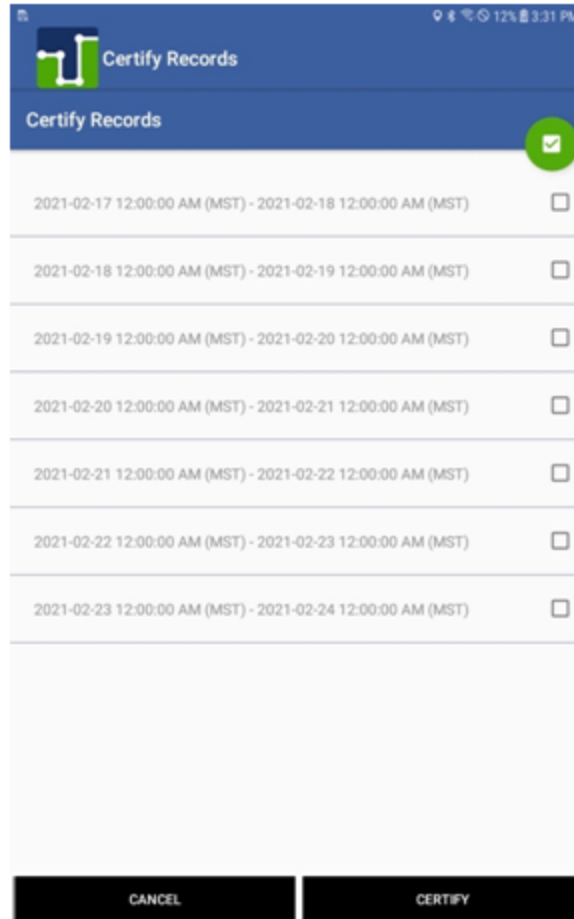 12% 3:31 PM
Certify Records
Certify Records
2021-02-17 12:00:00 AM (MST) - 2021-02-18 12:00:00 AM (MST)
2021-02-18 12:00:00 AM (MST) - 2021-02-19 12:00:00 AM (MST)
2021-02-19 12:00:00 AM (MST) - 2021-02-20 12:00:00 AM (MST)
2021-02-20 12:00:00 AM (MST) - 2021-02-21 12:00:00 AM (MST)
2021-02-21 12:00:00 AM (MST) - 2021-02-22 12:00:00 AM (MST)
2021-02-22 12:00:00 AM (MST) - 2021-02-23 12:00:00 AM (MST)
2021-02-23 12:00:00 AM (MST) - 2021-02-24 12:00:00 AM (MST)
CANCEL CERTIFY